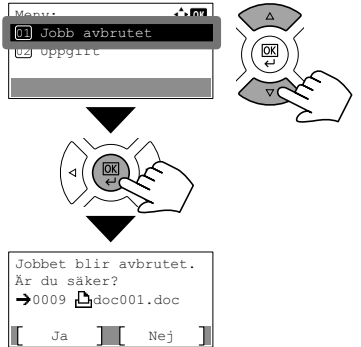 Meny: OK
01 Jobb avbrutet
02 Uppgift
OK
OK
Jobbet blir avbrutet.
Är du säker?
→0009 doc001.doc
[ Ja ] [ Nej ]